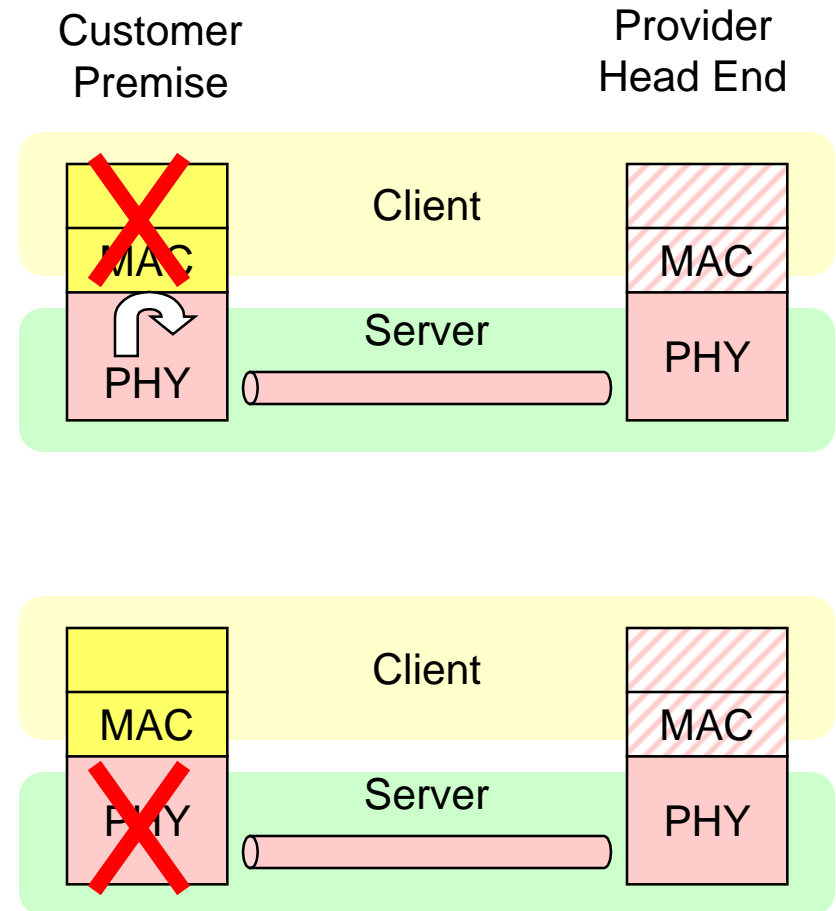 Customer
Premise
Provider
Head End
Client
MAC
MAC
Server
PHY
PHY
Client
MAC
MAC
Server
PHY
PHY